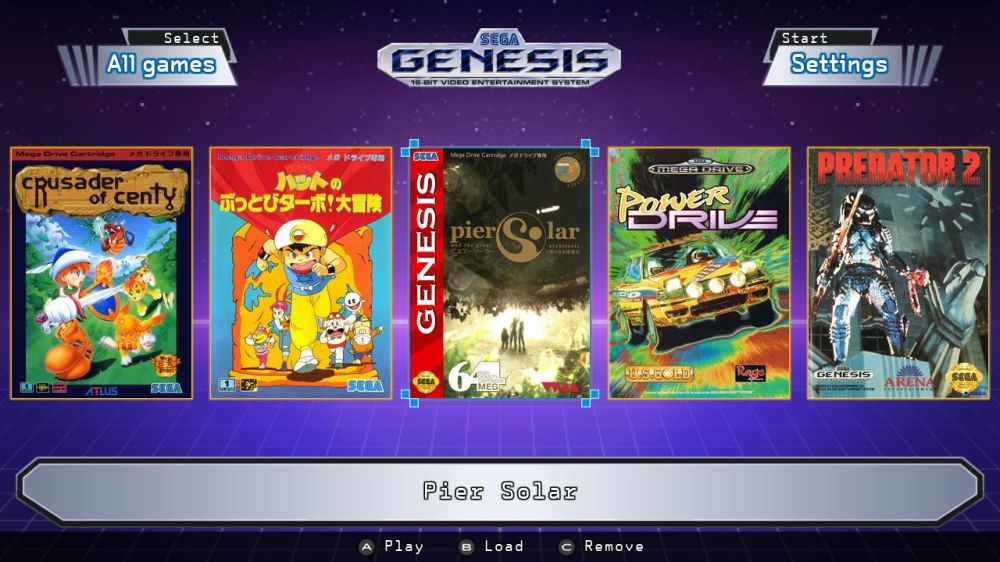 Select
All games
SEGA
GENESIS
16-BIT VIDEO ENTERTAINMENT SYSTEM
Start
Settings
Mega Drive Cartridge メガ ドライブ専用
crusader
of centy
ATLUS
SEGA
Mega Drive Cartridge メガ ドライブ専用
ハットの
ぶっとびターボ!大冒険
1
SEGA
SEGA
GENESIS
Mega Drive Cartridge メガ ドライブ専用
pier Solar
and the great architects
64
MEG
SEGA
MEGA DRIVE
POWER
DRIVE
U.S. GOLD
Rage
PREDATOR 2
GENESIS
ARENA
ENTERTAINMENT
SEGA
Pier Solar
A Play B Load C Remove